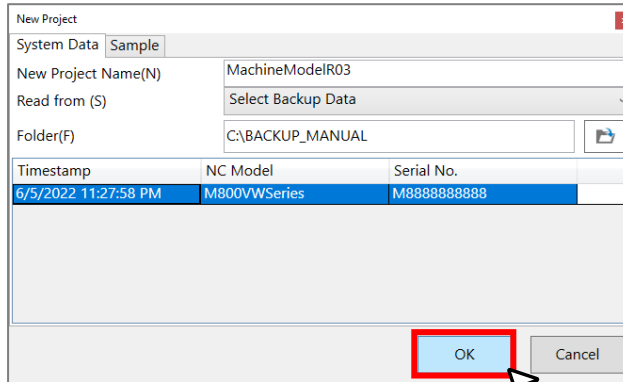 New Project
System Data Sample
New Project Name(N) MachineModelR03
Read from (S) Select Backup Data
Folder(F) C:\BACKUP_MANUAL
Timestamp NC Model Serial No.
6/5/2022 11:27:58 PM M800VWSeries M8888888888
OK Cancel